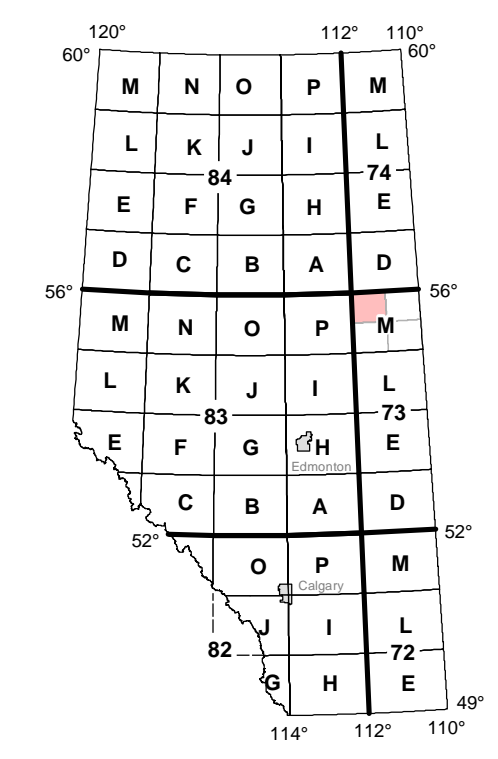 120° 112° 110°
60° 60°
M N O P M
L K J I L
84 74
E F G H E
D C B A D
56° 56°
M N O P M
L K J I L
83 73
E F G H E
Edmonton
C B A D
52° 52°
O P M
Calgary
J I L
82 72
G H E
49°
114° 112° 110°